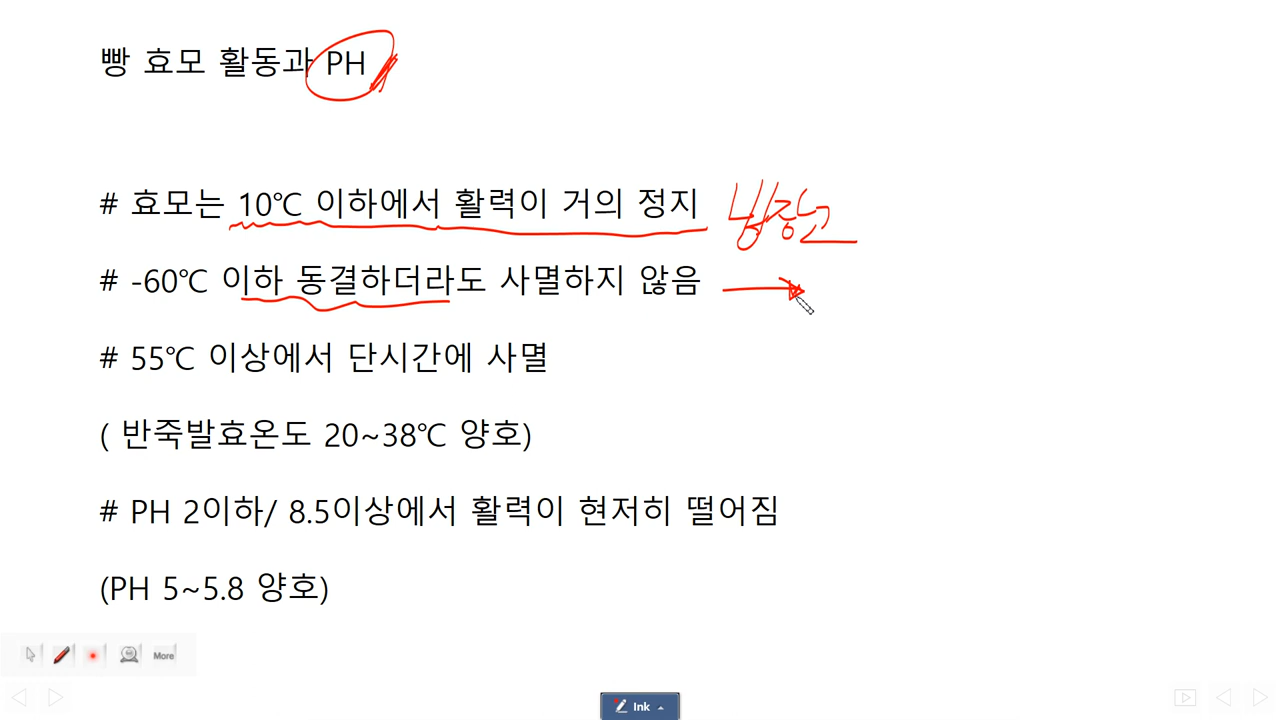 빵 효모 활동과 PH
# 효모는 10℃ 이하에서 활력이 거의 정지 냉장고
# -60℃ 이하 동결하더라도 사멸하지 않음
# 55℃ 이상에서 단시간에 사멸
( 반죽발효온도 20~38℃ 양호)
# PH 2이하/ 8.5이상에서 활력이 현저히 떨어짐
(PH 5~5.8 양호)
More
Ink